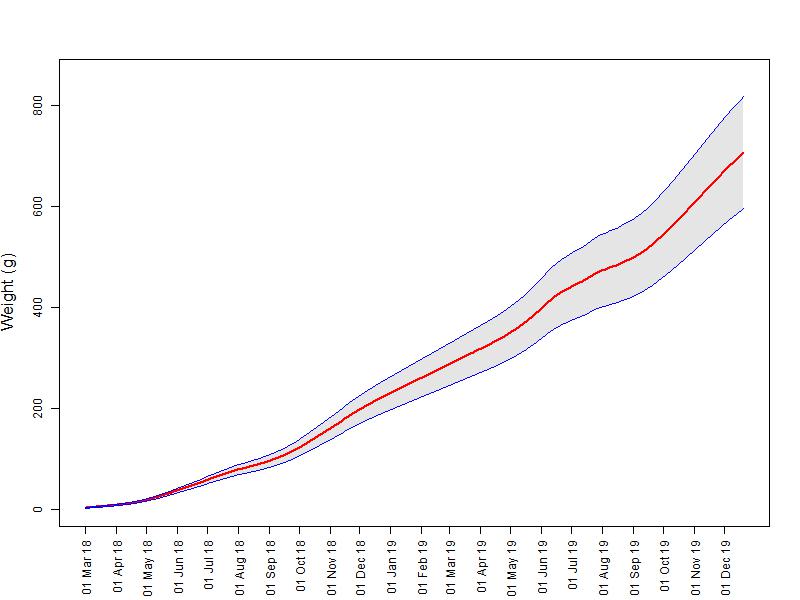 Weight (g)
800
600
400
200
0
01 Mar 18
01 Apr 18
01 May 18
01 Jun 18
01 Jul 18
01 Aug 18
01 Sep 18
01 Oct 18
01 Nov 18
01 Dec 18
01 Jan 19
01 Feb 19
01 Mar 19
01 Apr 19
01 May 19
01 Jun 19
01 Jul 19
01 Aug 19
01 Sep 19
01 Oct 19
01 Nov 19
01 Dec 19